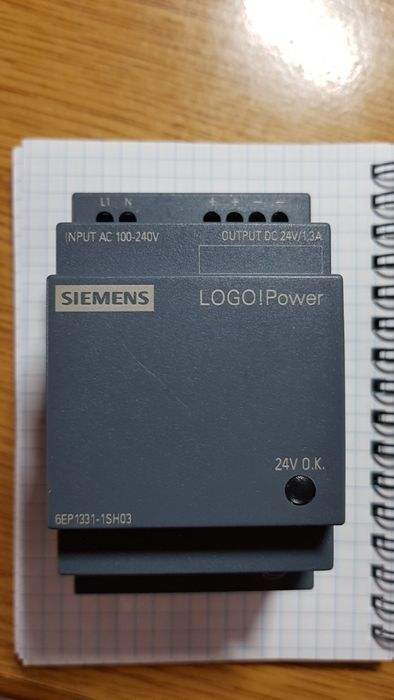 L1 N + + – –
INPUT AC 100-240V OUTPUT DC 24V/1,3A
SIEMENS LOGO!Power
24V O.K.
6EP1331-1SH03